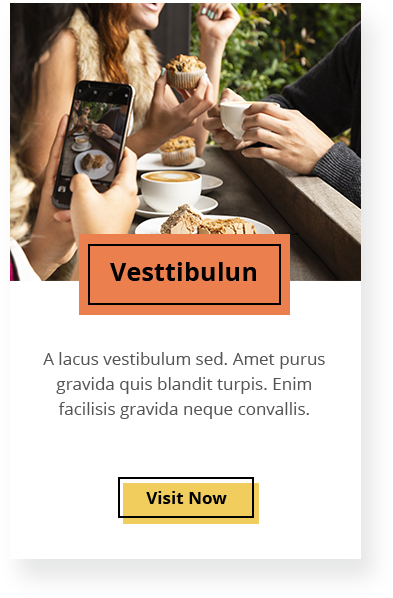 Vesttibulun
A lacus vestibulum sed. Amet purus
gravida quis blandit turpis. Enim
facilisis gravida neque convallis.
Visit Now